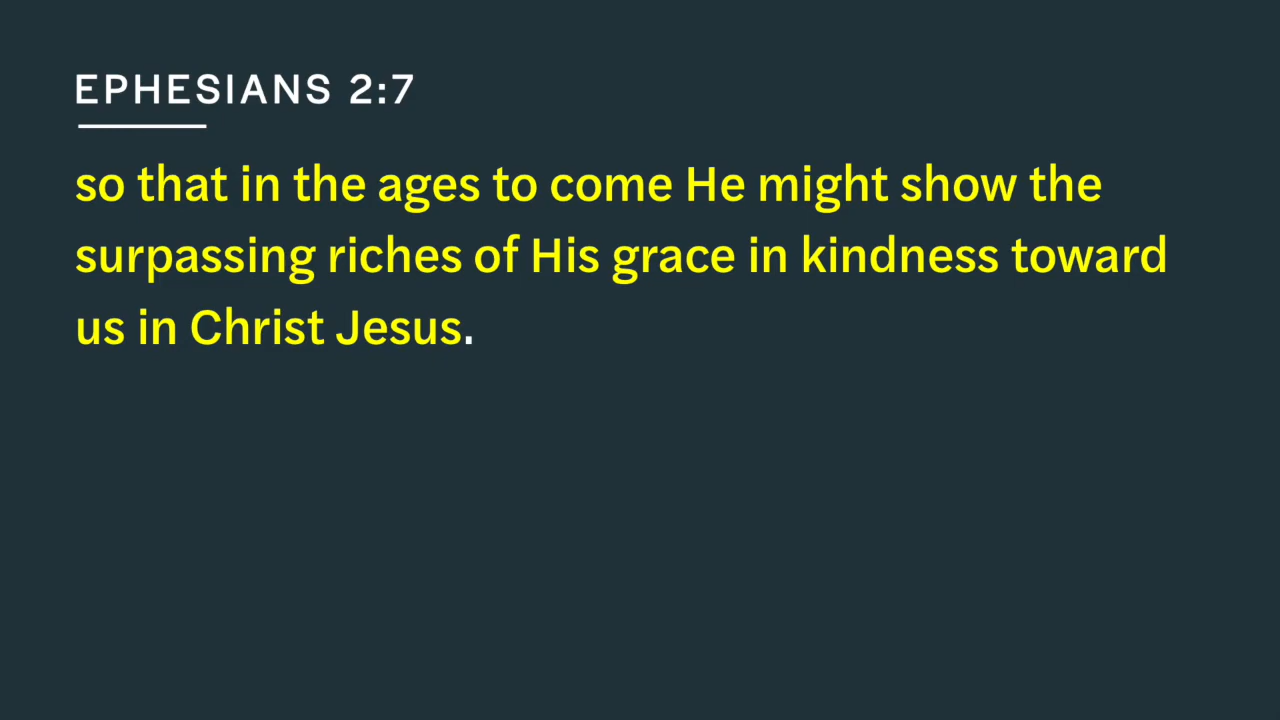 EPHESIANS 2:7
so that in the ages to come He might show the
surpassing riches of His grace in kindness toward
us in Christ Jesus.